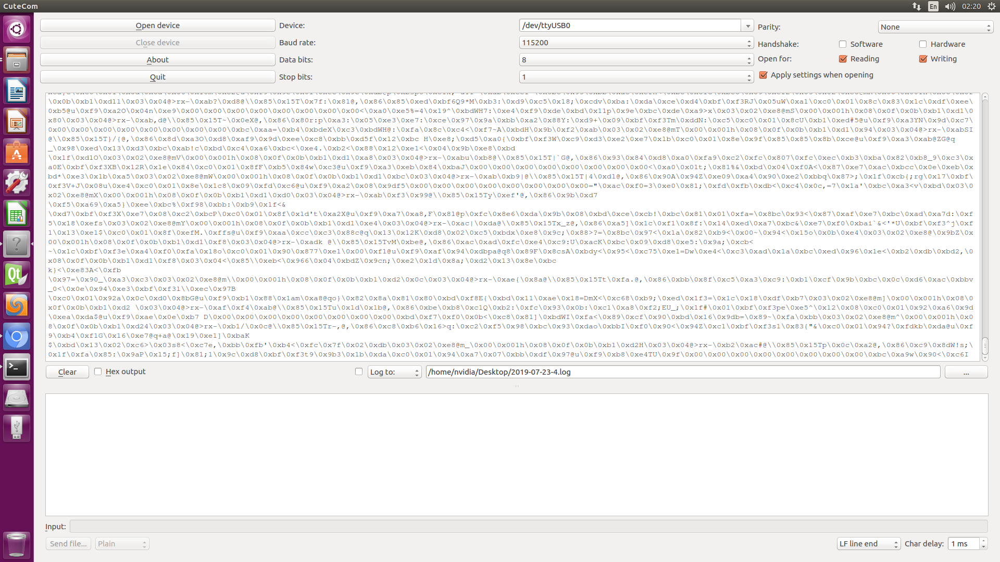 CuteCom
En
02:20
Open device
Device:
/dev/ttyUSB0
Parity:
None
Close device
Baud rate:
115200
Handshake:
Software
Hardware
About
Data bits:
8
Open for:
Reading
Writing
Quit
Stop bits:
1
Apply settings when opening
\0x0b\0xb1\0xd1l\0x03\0x04@>rx-\0xab?\0xd8@\\0x85\0x15T\0x7f:\0x81@,\0x86\0x85\0xed\0xbf6Q9*M\0xb3:\0xd9\0xc5\0x18;\0xcdv\0xba:\0xda\0xce\0xd4\0xbf\0xf3RJ\0x05uW\0xa1\0xc0\0x01\0x8c\0x83\0x1c\0xdf\0xee\
0xb5@u\0xf9\0xa2O\0x04n\0xe9\0x00\0x00\0x00\0x00\0x00\0x00\0x00\0x00\0x00<\0xa0\0xe5%=4\0x19^\0xbdWH7:\0xe4\0xf9\0xde\0xbd\0x11p\0x9e\0xbc\0xde\0xa9>x\0x03\0x02\0xe8@mS\0x00\0x001h\0x08\0x0f\0x0b\0xb1\0xd1\0
x80\0x03\0x04@>rx-\0xab,d@\\0x85\0x15T~\0x0eX@,\0x86\0x80r:p\0xa3:\0x05\0xe3\0xe7:\0xce\0x97\0x9a\0xbb\0xa2\0x88Y:\0xd9+\0x09\0xbf\0xf3Tm\0xddN:\0xc5\0xc0\0x01\0x8cU\0xb1\0xed#5@u\0xf9\0xa3YN\0x9d\0xc7\
0x00\0x00\0x00\0x00\0x00\0x00\0x00\0x00\0x00\0xbc\0xaa=\0xb4\0xbdeX\0xc3\0xbdWH@:\0xfa\0x8c\0xc4<\0xf7~A\0xbdH\0x9b\0xf2\0xab\0x03\0x02\0xe8@mT\0x00\0x001h\0x08\0x0f\0x0b\0xb1\0xd1\0x94\0x03\0x04@>rx-\0xabSI
@\\0x85\0x15T}/{@,\0x86\0x8d\0xa3O\0xd8\0xaf9\0x9d\0xee\0xc8\0xbb\0xd5f\0x12\0xbc H\0xe8;\0xd5\0xa0{\0xbf\0xf3W\0xc9\0xd3\0xe2\0xe7\0x1b\0xc0\0x01\0x8e\0x9f\0x85\0x85\0x8b\0xce@u\0xf9\0xa3\0xab@ZG@q
_\0x98\0xed\0x13\0xd3\0xbc\0xab!c\0xbd\0xc4\0xa6\0xbc<\0xe4.\0xb2<\0x88\0x12\0xe1<\0x04\0x9b\0xe8\0xbd
\0x1f\0xd1O\0x03\0x02\0xe8@mV\0x00\0x001h\0x08\0x0f\0x0b\0xb1\0xd1\0xa8\0x03\0x04@>rx-\0xabu\0xb8@\\0x85\0x15T|`G@,\0x86\0x93\0x84\0xd8\0xa0\0xfa9\0xc2\0xfc\0x807\0xfc\0xec\0xb3\0xba\0x82\0xb8_9\0xc3\0x
a0E\0xbf\0xf3XB\0x12R\0x1e\0x84\0xc0\0x01\0x8fF\0xb5\0x84w\0xc3@u\0xf9\0xa3\0xeb\0x84\0xbaJ\0x00\0x00\0x00\0x00\0x00\0x00\0x00\0x00\0x00<\0xa0\0x01t;\0x81%&\0xbd\0x04\0xf0A<\0x87\0xe7\0xac\0xbcc\0x0e\0xeb\0x
bd*\0xe3\0x1b\0xa5\0x03\0x02\0xe8@mW\0x00\0x001h\0x08\0x0f\0x0b\0xb1\0xd1\0xbc\0x03\0x04@>rx-\0xab\0xb9|@\\0x85\0x15T|4\0xd1@,\0x86\0x90A\0x94Z\0xe09\0xa4\0x90\0xe2\0xbbq\0x87>;\0x1f\0xcb{;rg\0x17\0xbf\
0xf3V+J\0x08u\0xe4\0xc0\0x01\0x8e\0x1c8\0x09\0xfd\0xc6@u\0xf9\0xa2\0x08\0x9df5\0x00\0x00\0x00\0x00\0x00\0x00\0x00\0x00\0x00="\0xac\0xf0=3\0xe0\0x81;\0xfd\0xfb\0xdb<\0xc4\0x0c,=7\0x1a'\0xbc\0xa3<v\0xbd\0x03\
0x02\0xe8@mX\0x00\0x001h\0x08\0x0f\0x0b\0xb1\0xd1\0xd0\0x03\0x04@>rx-\0xab\0xf3\0x99@\\0x85\0x15Ty\0xef'@,\0x86\0x9b\0xd7
\0xf5\0xa69\0xa5}\0xee\0xbc%\0xf98\0xbb:\0xb9\0x1f<&
\0xd7\0xbf\0xf3X\0xe7\0x08\0xc2\0xbcP\0xc0\0x01\0x8f\0x1d't\0xa2X@u\0xf9\0xa7\0xa8,F\0x81@p\0xfc\0x8e6\0xda\0x9b\0x08\0xbd\0xce\0xcb!\0xbc\0x81\0x01\0xfa=\0x8bc\0x93<\0x87\0xaf\0xe7\0xbc\0xad\0xa7d:\0xf
5\0x18\0xefs\0x03\0x02\0xe8@mY\0x00\0x001h\0x08\0x0f\0x0b\0xb1\0xd1\0xe4\0x03\0x04@>rx-\0xac|\0xda@\\0x85\0x15Tx_z@,\0x86\0xa5]\0x1c\0xf1\0x8f:\0x14\0xed\0xa7\0xbc&\0xe7\0xf0\0xbai`&<'*U\0xbf\0xf3^j\0xf
1\0x13\0xe1$\0xc0\0x01\0x8f\0xefM.\0xffs@u\0xf9\0xaa\0xcc\0xc3\0x88c@q\0x13\0x12K\0xd8\0x02\0xc5\0xbdx\0xe8\0x9c;\0x88>?=\0x8bc\0x97<\0x1a\0x82\0xb9<\0x00~\0x94<\0x15o\0x0b\0xe4\0x03\0x02\0xe8@\0x9bZ\0x
00\0x001h\0x08\0x0f\0x0b\0xb1\0xd1\0xf8\0x03\0x04@>rx-\0xadk @\\0x85\0x15TvM\0xbe@,\0x86\0xac\0xad\0xfc\0xe4\0xc9:U\0xacK\0xbc\0x09\0xd8\0xe5:\0x9a;\0xcb<
~\0x1c\0xbf\0xf3e\0xa4\0xf0\0xfa\0x18o\0xc0\0x01\0x90\0x877\0xe1\0x00\0xf1@u\0xf9\0xaf\0x94\0xdbpa@q8\0x89F\0x8csA\0xbdy<\0x95<\0xc75\0xe1=Dw\0xe4<\0xc3\0xad\0x1a\0xbc\0xed\0x96\0x1e<\0xb2\0xdb\0xbd2,\0
x08\0x0f\0x0b\0xb1\0xd1\0xf8\0x03\0x04<\0x85\\0xeb<\0x966\0x04\0xbdZ\0x9cn;\0xe2\0x1d\0x8a;\0xd2\0x13\0x8e\0xbc
k}<\0xe83A<\0xfb
\0x97=\0x90_\0xa3\0xc3\0x03\0x02\0xe8@m\\0x00\0x001h\0x08\0x0f\0x0b\0xb1\0xd2\0x0c\0x03\0x04@>rx-\0xae{\0x8a@\\0x85\0x15Tt\0xfa.@,\0x86\0xbb\0x8f\0xc5\0xa3\0xc9:\0xb1\0xcf\0x9b\0xbc\0x0c\0xd6\0xac\0xbbv
_0<\0x0e\0x94\0xe3\0xbf\0xf31\\0xec\0x97B
\0xc0\0x01\0x92a\0x0c\0xd0\0x8bG@u\0xf9\0xb1\0x88\0x1am\0xa8@qo}\0x82\0x8a\0x81\0x80\0xbd\0xf8E{\0xbd\0x11\0xae\0x18=DmX<\0xc68\0xb9;\0xed\0x1f3=\0x1c\0x18\0xdf\0xb7\0x03\0x02\0xe8@m]\0x00\0x001h\0x08\0
x0f\0x0b\0xb1\0xd2 \0x03\0x04@>rx-\0xaf\0xf4\0xab@\\0x85\0x15Tu\0x1d\0x1b@,\0x86\0xbe\0xb8\0xc1Q\0xb2:\0xfc\0x93\0x0b:\0xc1\0xa8\0xf2;EU_;\0x1f#\0x01\0xbf\0xf3pe\0xe5^\0x12\0x08\0xc0\0x01\0x92\0xa6\0x9d
\0xea\0xda$@u\0xf9\0xae\0x0e\0xb7 D\0x00\0x00\0x00\0x00\0x00\0x00\0x00\0x00\0x00\0xbd\0xf7\0xf0\0x0b<\0xc8\0x81]\0xbdWI\0xfa<\0x89\0xcf\0x90\0xbd\0x16\0x9db=\0x89~\0xfa\0xbb\0x03\0x02\0xe8@m^\0x00\0x001h\0x0
8\0x0f\0x0b\0xb1\0xd24\0x03\0x04@>rx-\0xb1/\0x0c@\\0x85\0x15Tr-,@,\0x86\0xc8\0xb6\0x16>q:\0xc2\0xf5\0x98\0xbc\0x93\0xdao\0xbbI\0xf0\0x90<\0x94Z\0xc1\0xbf\0xf3s1\0x83{"&\0xc0\0x01\0x94?\0xfdkb\0xda@u\0xf
9\0xb4\0xf1G\0x16\0xe7@q+a@\0x19\0xe1]\0xbaK
$\0xbd\0x13\0x02\0xc6>\0x03s8<\0xc7e,\0xbb\0xfb'\0xb4<\0xfc\0x7f\0x02\0xdb\0x03\0x02\0xe8@m_\0x00\0x001h\0x08\0x0f\0x0b\0xb1\0xd2H\0x03\0x04@>rx-\0xb2\0xac#@\\0x85\0x15Tp\0x0c\0xa2@,\0x86\0xc9\0x8dW!s;
\0x1f\0xfa\0x85:\0x9aP\0x15;f]\0x81;1\0x9c\0xd8\0xbf\0xf3t9\0x9b3\0x1b\0xda\0xc0\0x01\0x94\0xa7\0x07\0xbb\0xdf\0x97@u\0xf9\0xb8\0xe4TU\0x9f\0x00\0x00\0x00\0x00\0x00\0x00\0x00\0x00\0x00\0xbc\0xa9w\0x90<\0xc6I
Clear
Hex output
Log to:
/home/nvidia/Desktop/2019-07-23-4.log
...
Input:
Send file...
Plain
LF line end
Char delay:
1 ms